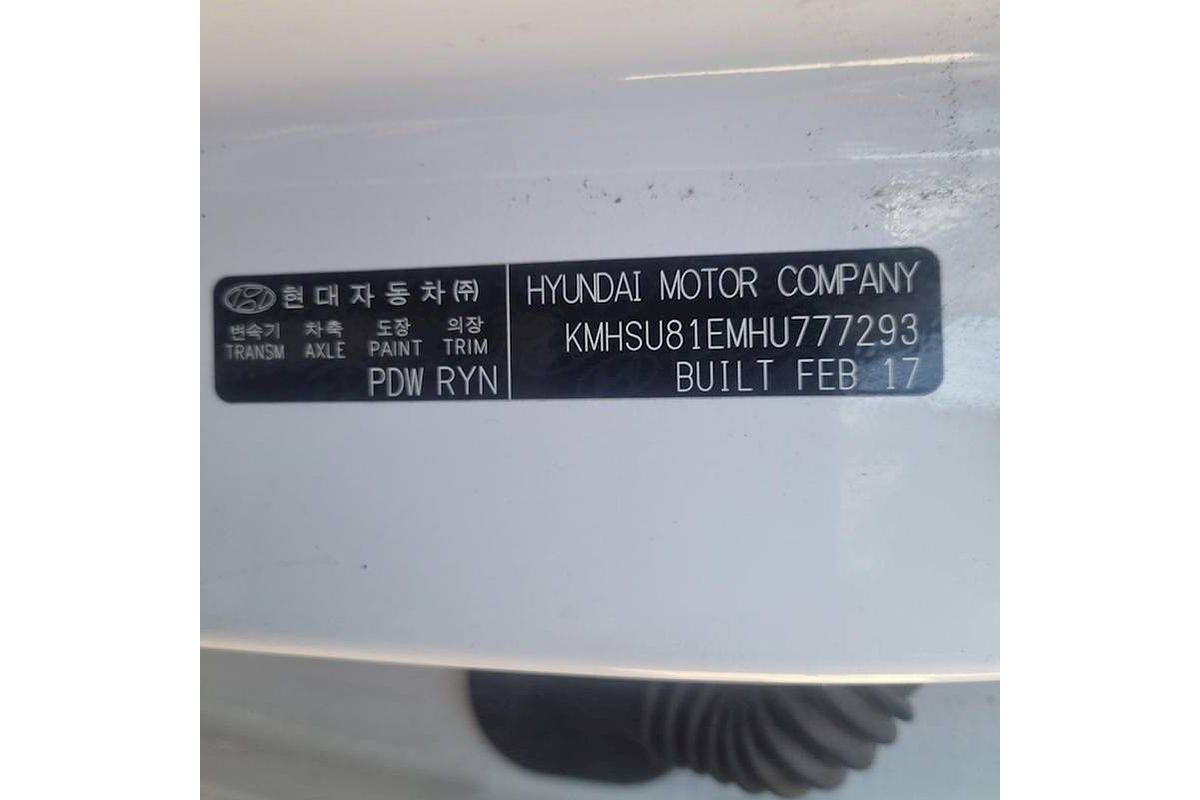 현대자동차(주)
변속기 차축 도장 의장
TRANSM AXLE PAINT TRIM
PDW RYN
HYUNDAI MOTOR COMPANY
KMHSU81EMHU777293
BUILT FEB 17